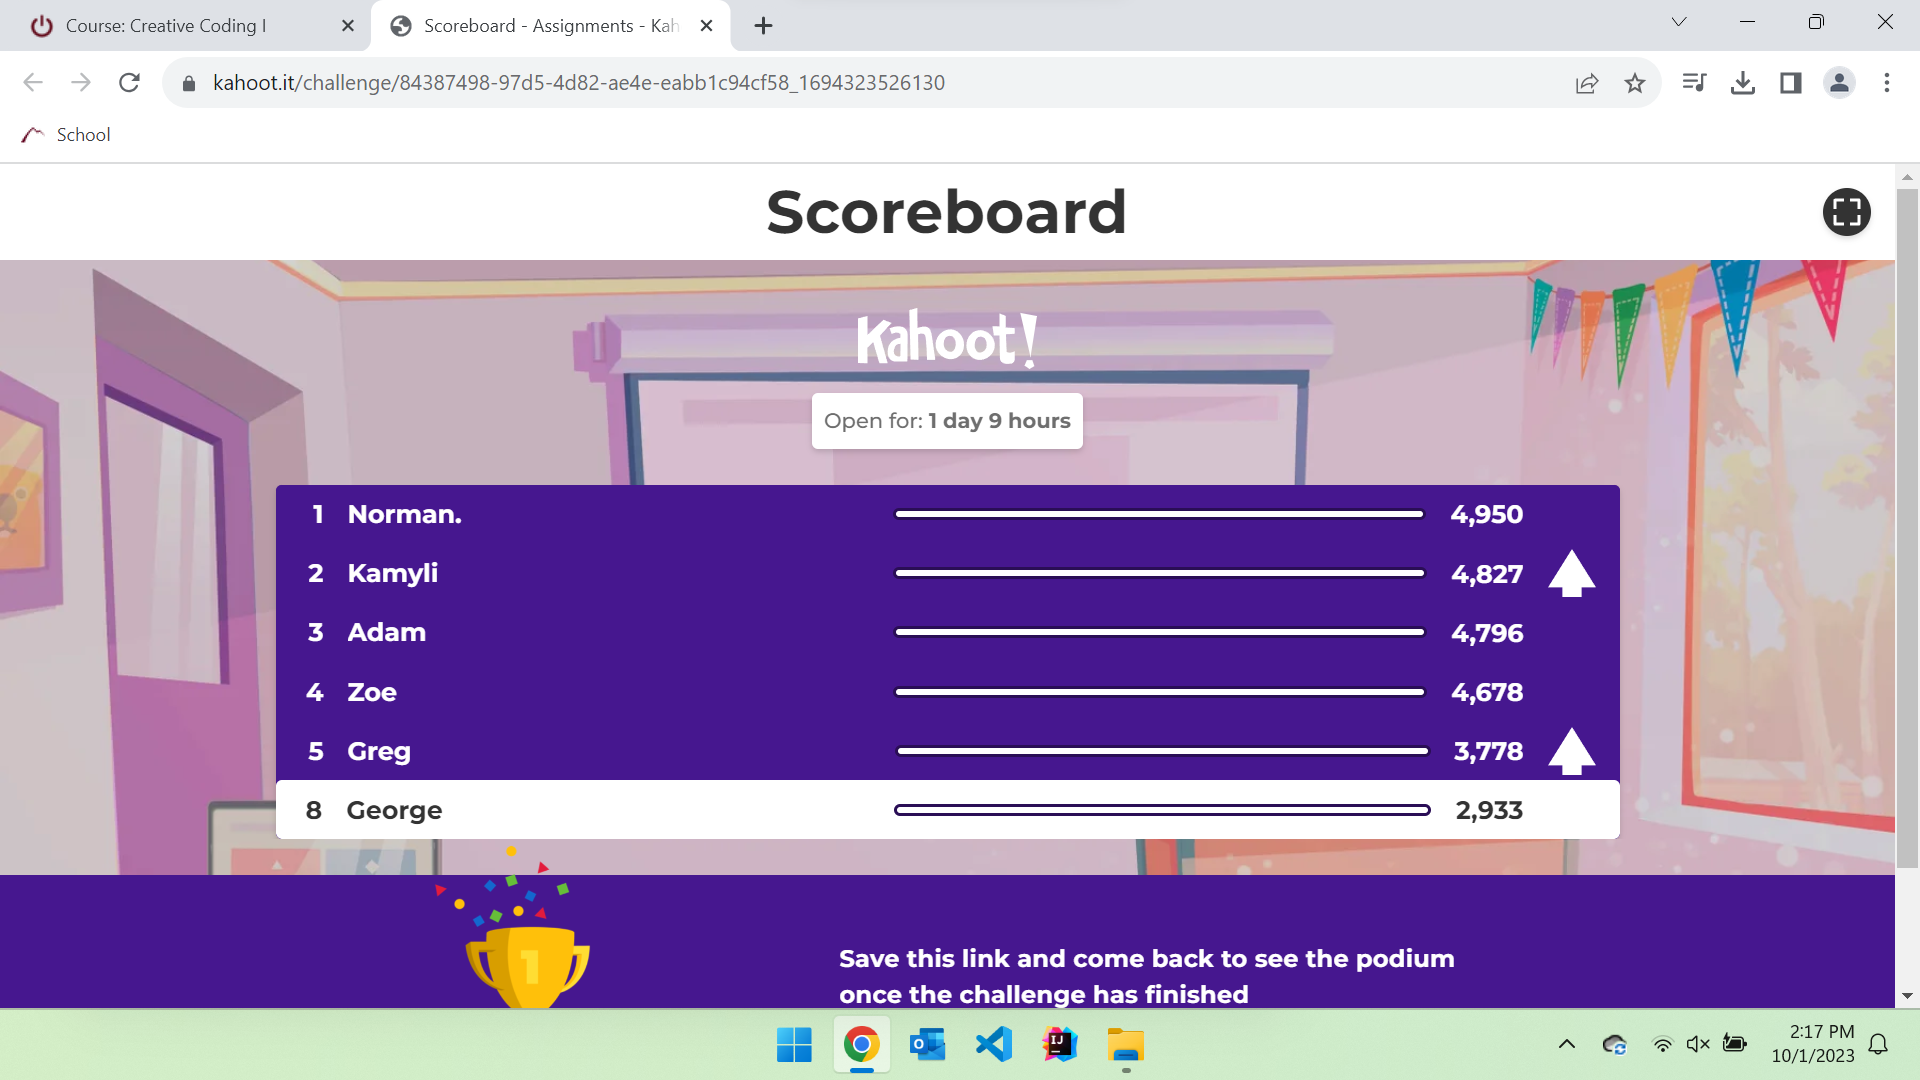 Course: Creative Coding I
Scoreboard - Assignments - Kah
kahoot.it/challenge/84387498-97d5-4d82-ae4e-eabb1c94cf58_1694323526130
School
Scoreboard
Kahoot!
Open for: 1 day 9 hours
1 Norman. 4,950
2 Kamyli 4,827
3 Adam 4,796
4 Zoe 4,678
5 Greg 3,778
8 George 2,933
1
Save this link and come back to see the podium
once the challenge has finished
2:17 PM
10/1/2023